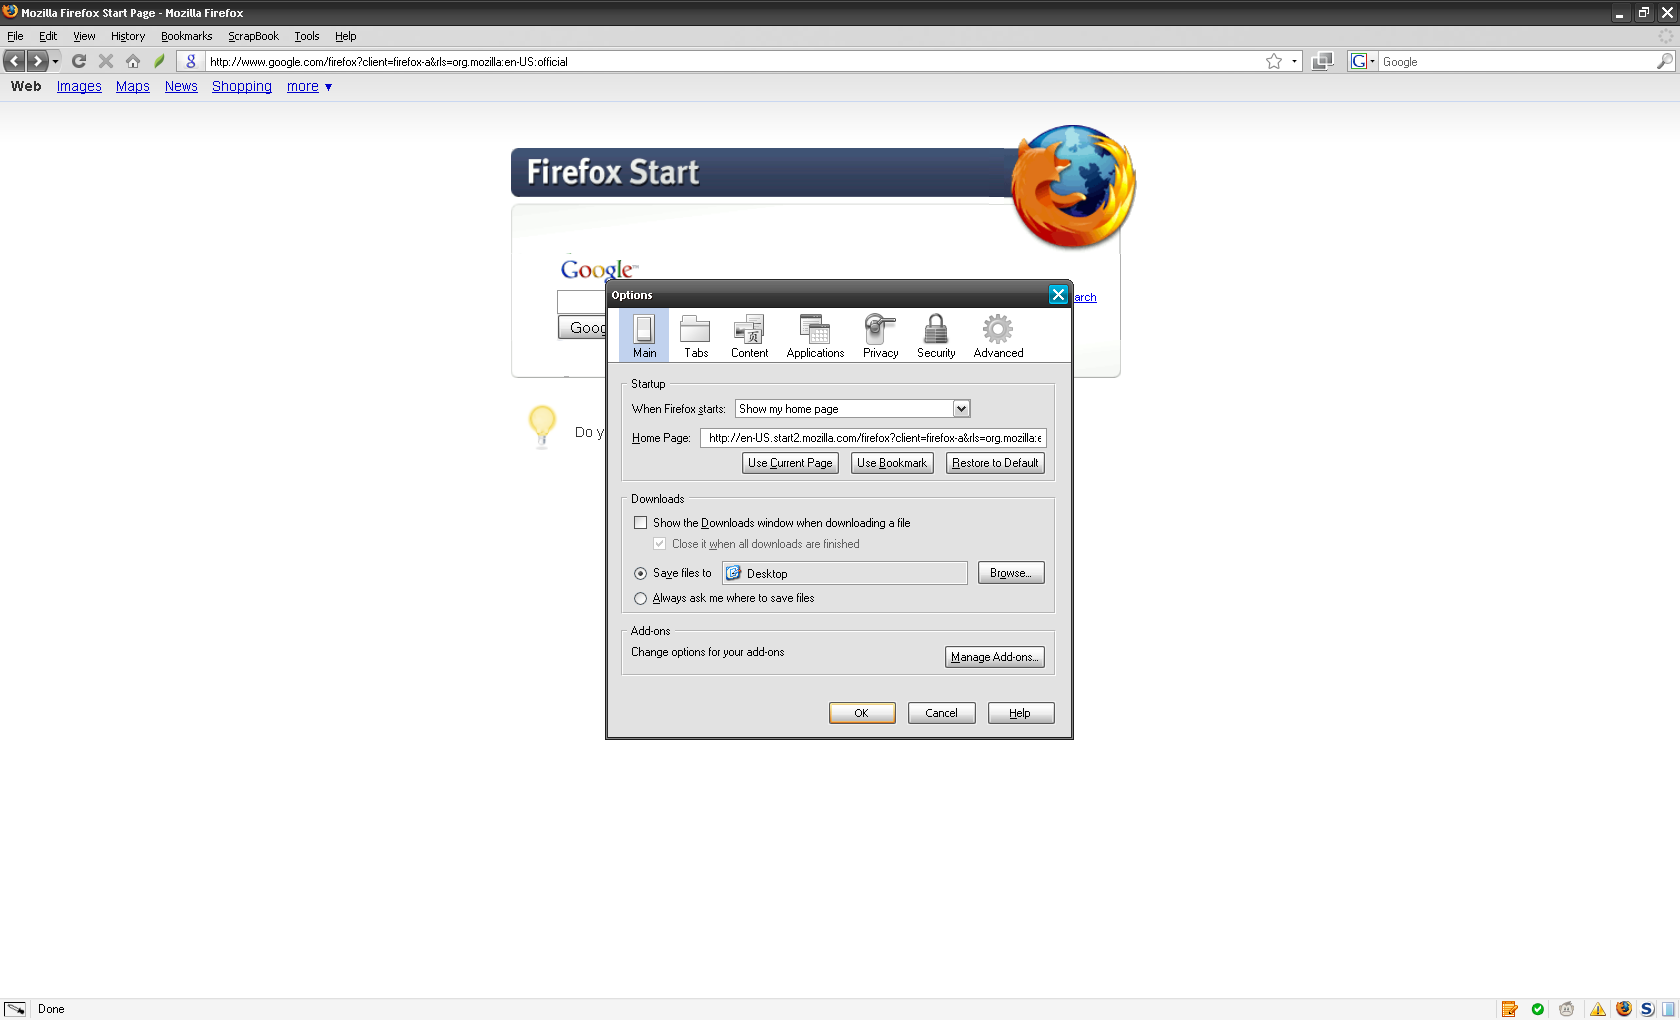 Mozilla Firefox Start Page - Mozilla Firefox
File Edit View History Bookmarks ScrapBook Tools Help
http://www.google.com/firefox?client=firefox-a&rls=org.mozilla:en-US:official
Google
Web Images Maps News Shopping more ▼
Firefox Start
Google™
Goog
arch
Do y
Options
Main Tabs Content Applications Privacy Security Advanced
Startup
When Firefox starts: Show my home page
Home Page: http://en-US.start2.mozilla.com/firefox?client=firefox-a&rls=org.mozilla:e
Use Current Page Use Bookmark Restore to Default
Downloads
Show the Downloads window when downloading a file
Close it when all downloads are finished
Save files to Desktop Browse...
Always ask me where to save files
Add-ons
Change options for your add-ons
Manage Add-ons...
OK Cancel Help
Done